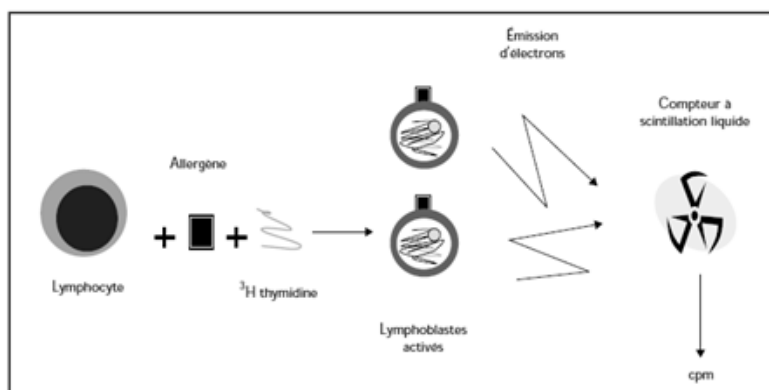 Émission
d'électrons
Compteur à
scintillation liquide
Allergène
Lymphocyte
³H thymidine
Lymphoblastes
activés
cpm